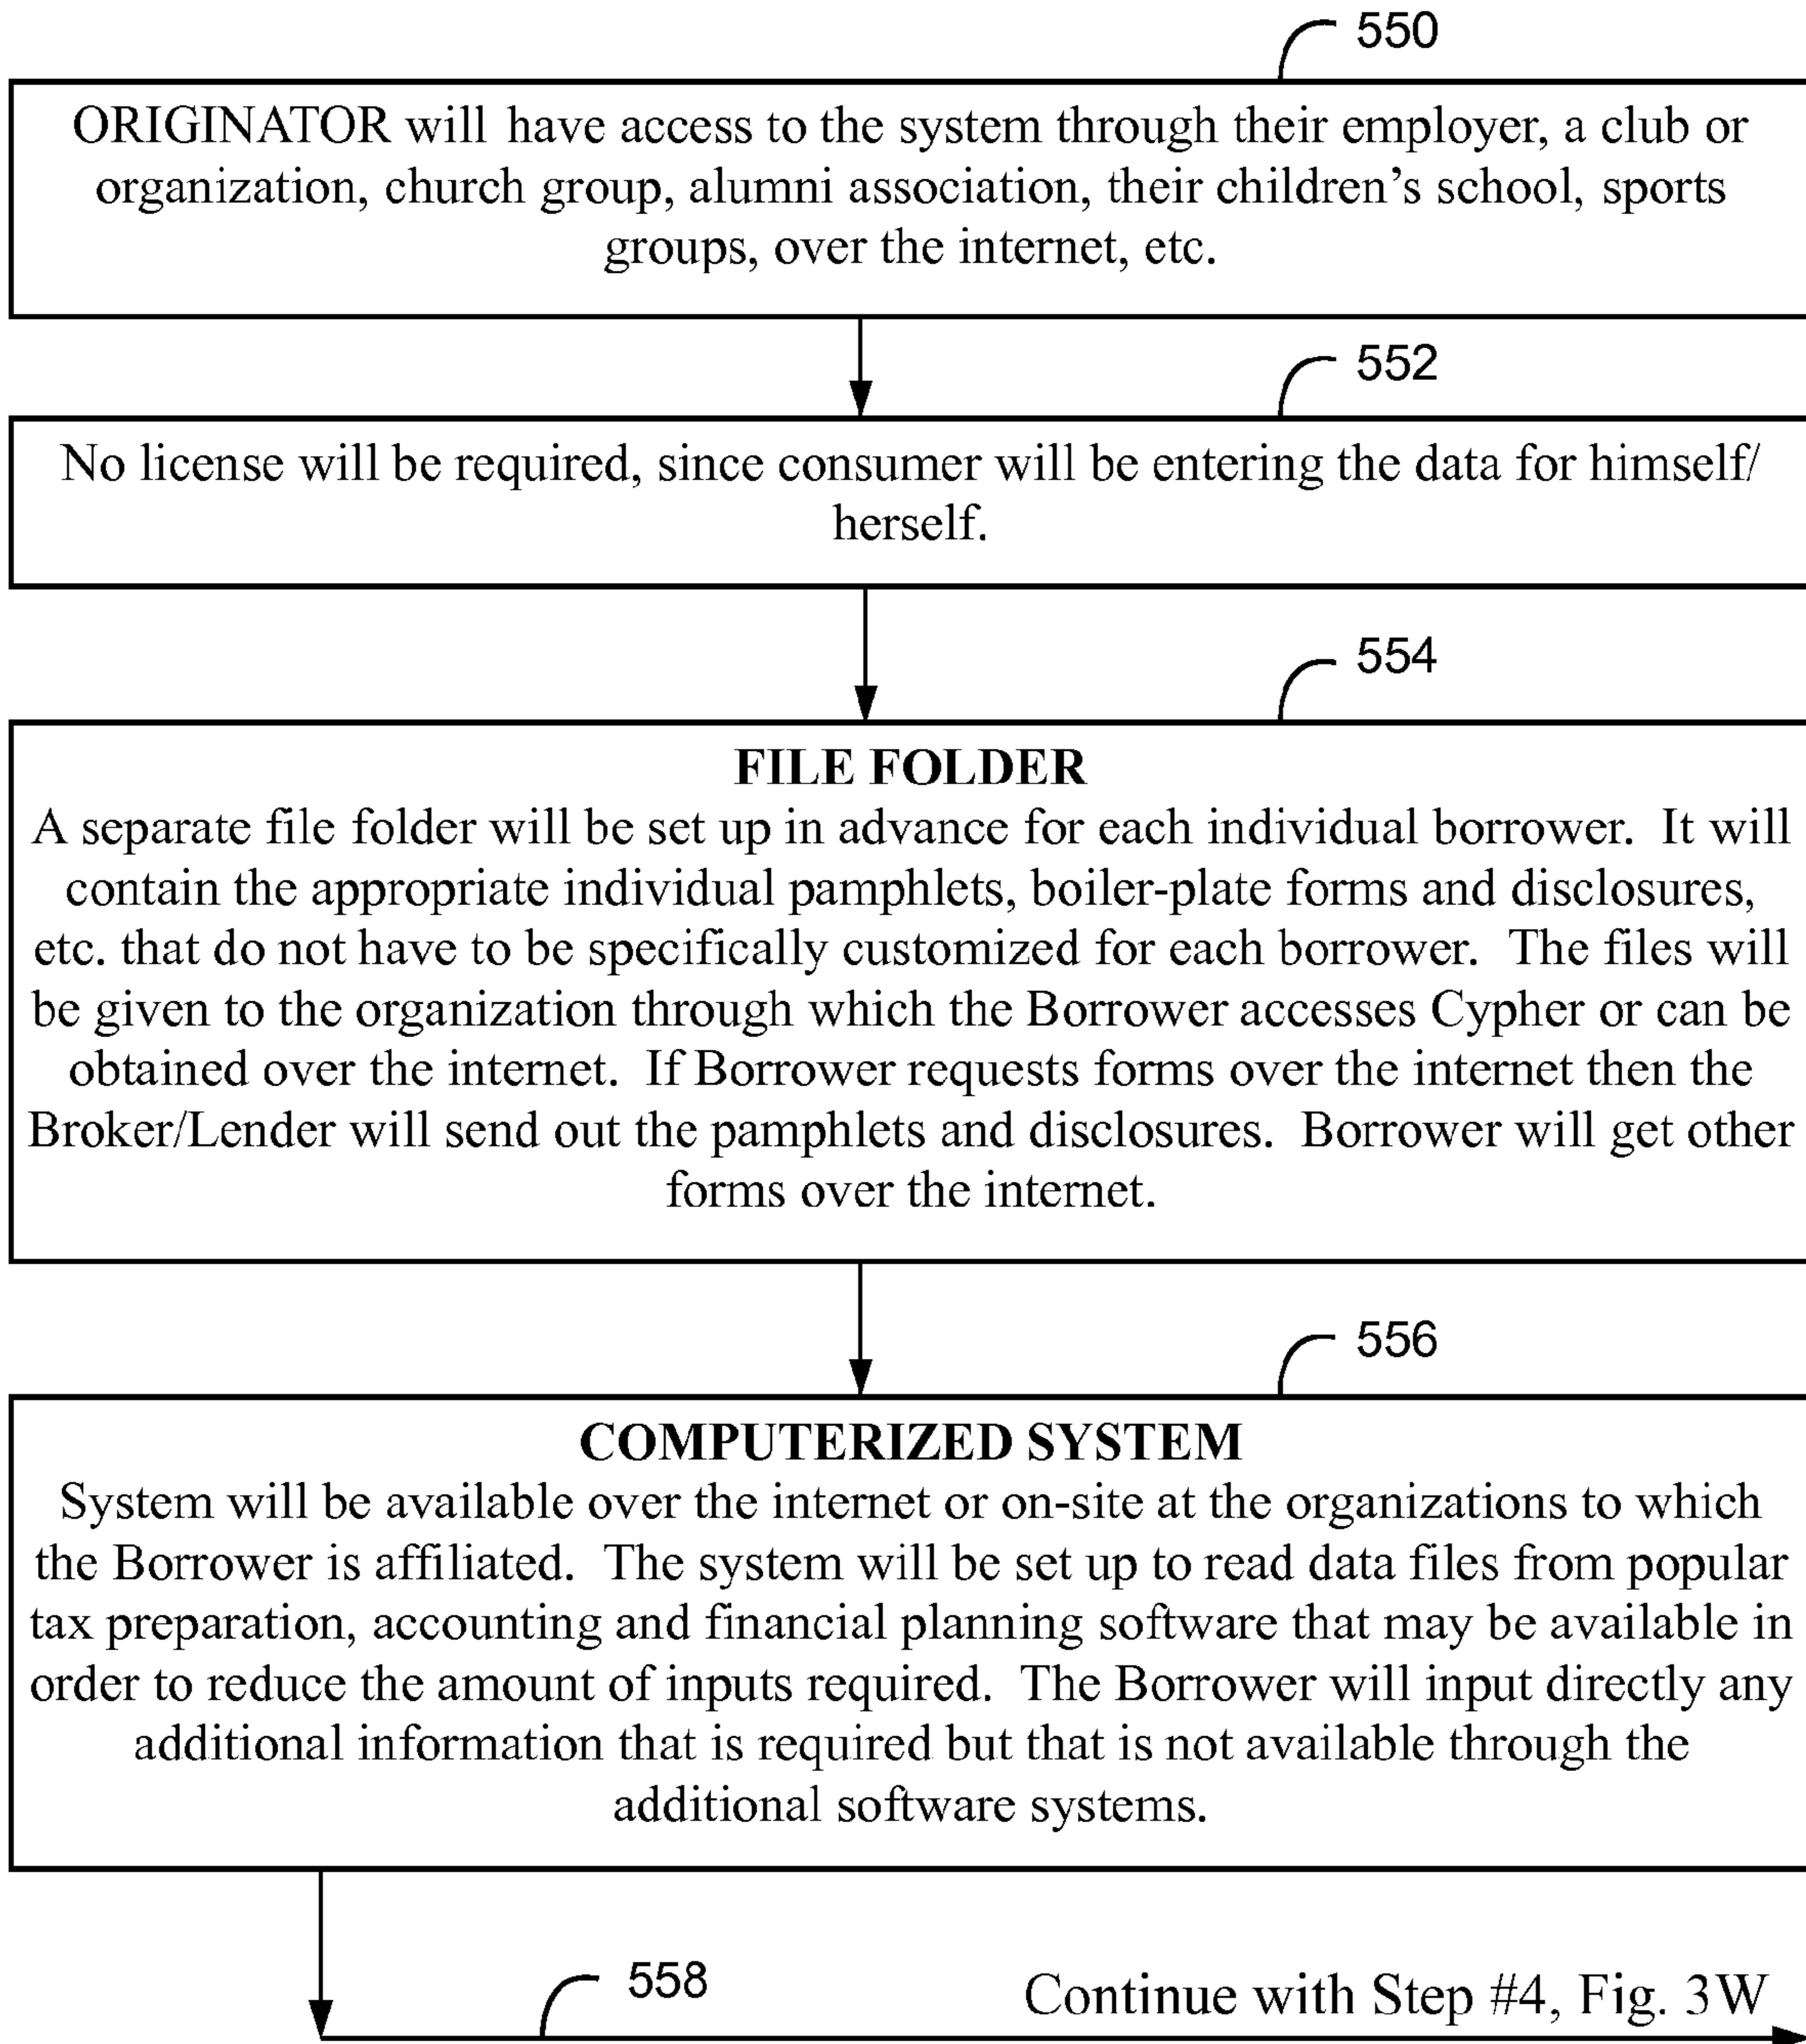 550
ORIGINATOR will have access to the system through their employer, a club or
organization, church group, alumni association, their children’s school, sports
groups, over the internet, etc.
552
No license will be required, since consumer will be entering the data for himself/
herself.
554
FILE FOLDER
A separate file folder will be set up in advance for each individual borrower. It will
contain the appropriate individual pamphlets, boiler-plate forms and disclosures,
etc. that do not have to be specifically customized for each borrower. The files will
be given to the organization through which the Borrower accesses Cypher or can be
obtained over the internet. If Borrower requests forms over the internet then the
Broker/Lender will send out the pamphlets and disclosures. Borrower will get other
forms over the internet.
556
COMPUTERIZED SYSTEM
System will be available over the internet or on-site at the organizations to which
the Borrower is affiliated. The system will be set up to read data files from popular
tax preparation, accounting and financial planning software that may be available in
order to reduce the amount of inputs required. The Borrower will input directly any
additional information that is required but that is not available through the
additional software systems.
558
Continue with Step #4, Fig. 3W